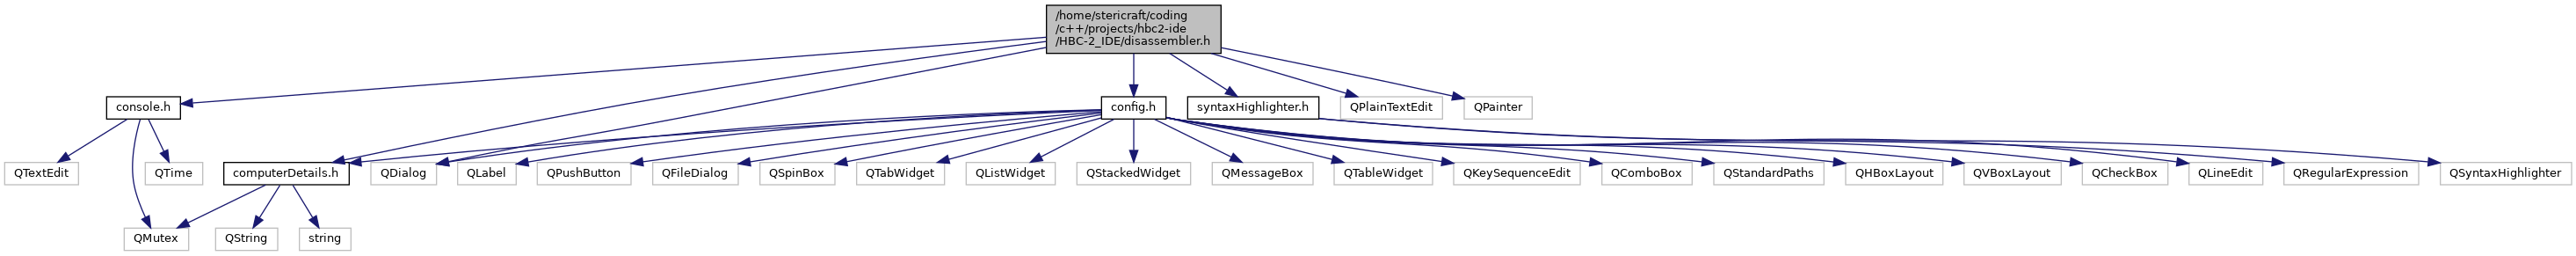 /home/stericraft/coding
/c++/projects/hbc2-ide
/HBC-2_IDE/disassembler.h
console.h
config.h
syntaxHighlighter.h
QPlainTextEdit
QPainter
QTextEdit
QTime
computerDetails.h
QDialog
QLabel
QPushButton
QFileDialog
QSpinBox
QTabWidget
QListWidget
QStackedWidget
QMessageBox
QTableWidget
QKeySequenceEdit
QComboBox
QStandardPaths
QHBoxLayout
QVBoxLayout
QCheckBox
QLineEdit
QRegularExpression
QSyntaxHighlighter
QMutex
QString
string